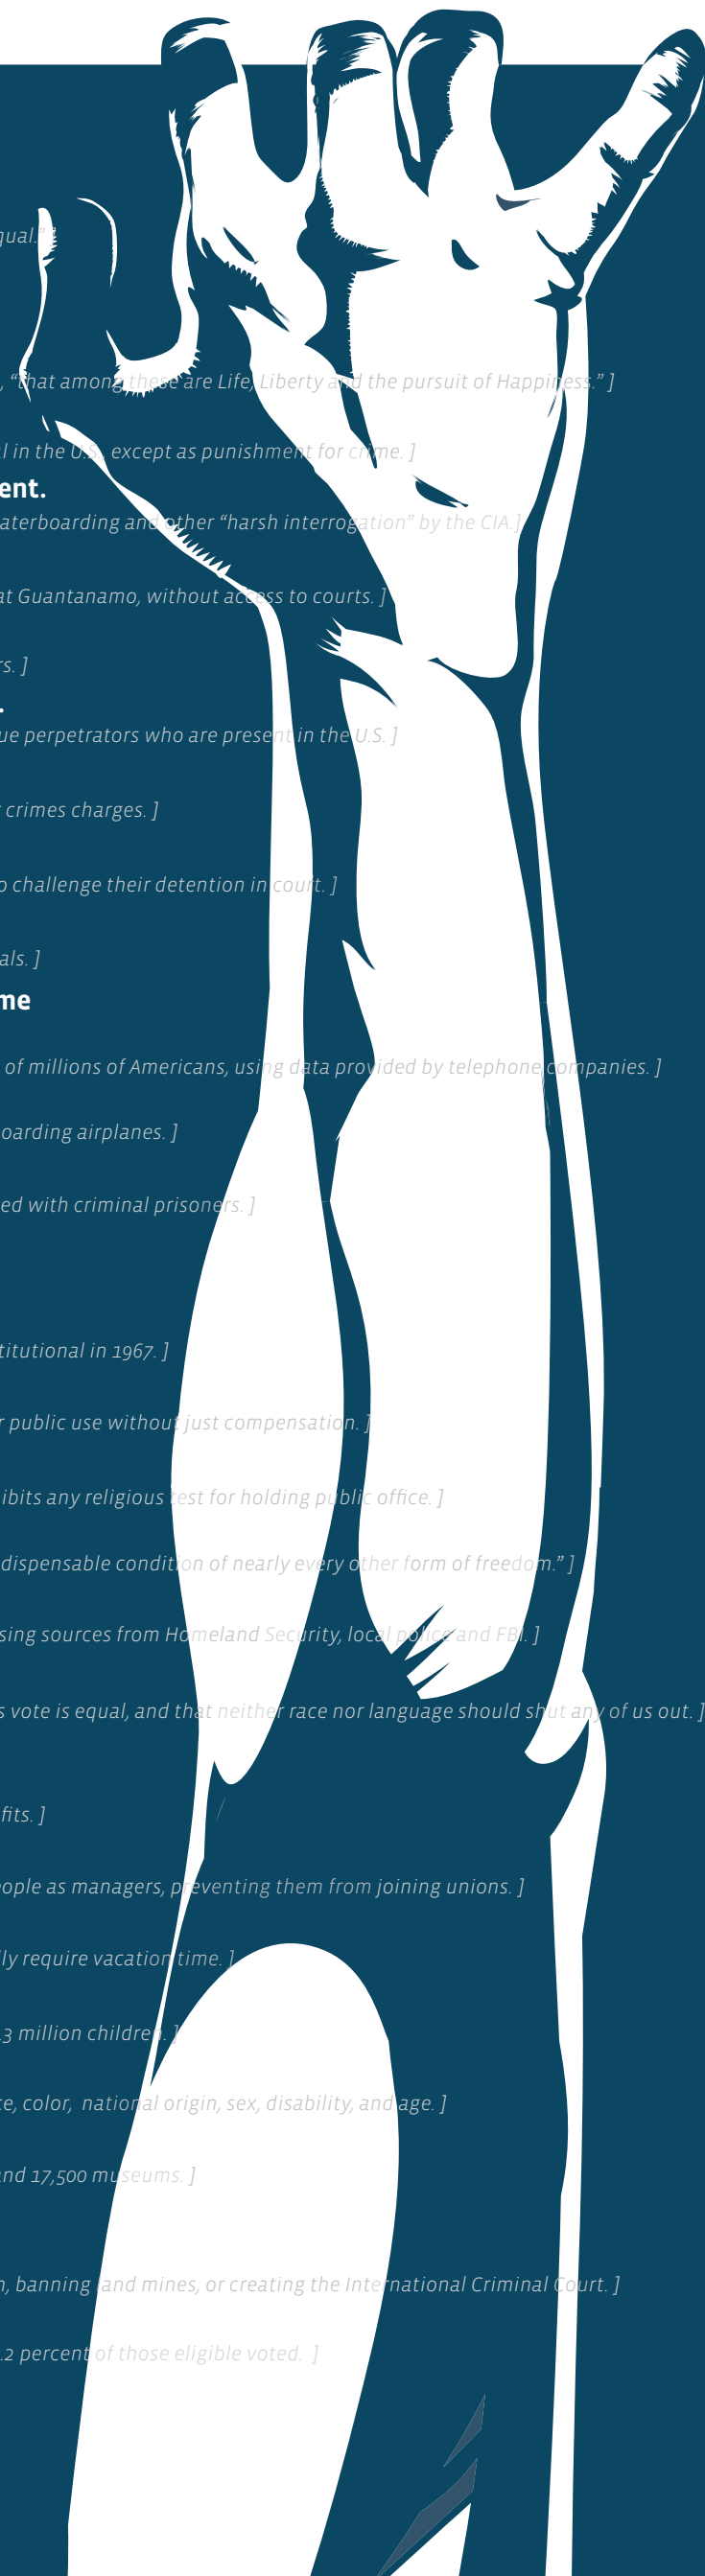 qual.” ]
, “that among these are Life, Liberty and the pursuit of Happiness.” ]
l in the U.S., except as punishment for crime. ]
ent.
aterboarding and other “harsh interrogation” by the CIA.]
at Guantanamo, without access to courts. ]
rs. ]
.
ue perpetrators who are present in the U.S. ]
r crimes charges. ]
o challenge their detention in court. ]
als. ]
me
of millions of Americans, using data provided by telephone companies. ]
oarding airplanes. ]
ed with criminal prisoners. ]
titutional in 1967. ]
r public use without just compensation. ]
ibits any religious test for holding public office. ]
dispensable condition of nearly every other form of freedom.” ]
sing sources from Homeland Security, local police and FBI. ]
s vote is equal, and that neither race nor language should shut any of us out. ]
fits. ]
eople as managers, preventing them from joining unions. ]
lly require vacation time. ]
.3 million children. ]
ce, color, national origin, sex, disability, and age. ]
and 17,500 museums. ]
n, banning land mines, or creating the International Criminal Court. ]
.2 percent of those eligible voted. ]